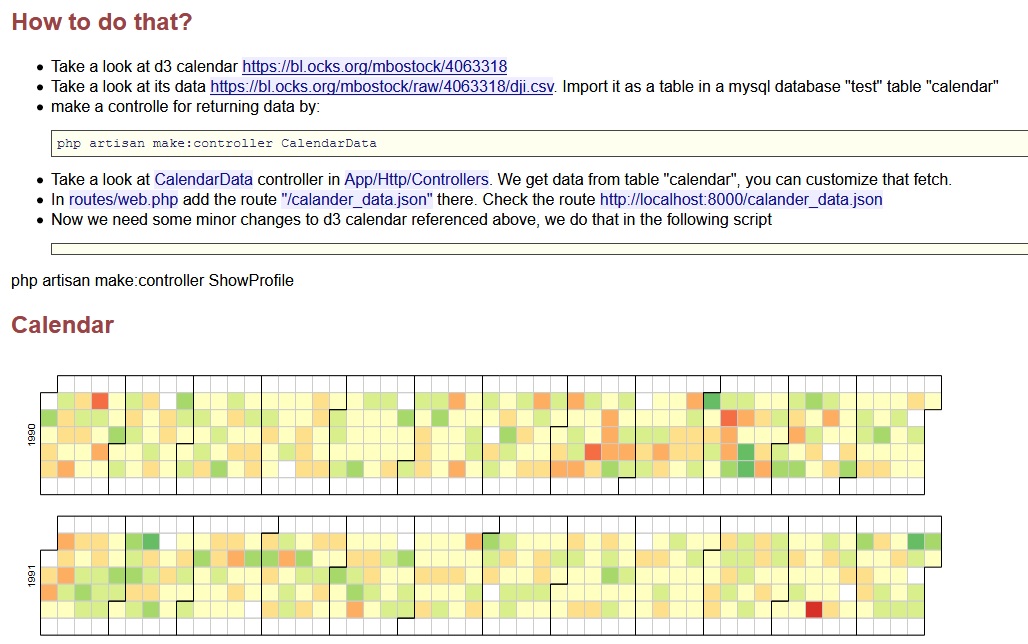 How to do that?
Take a look at d3 calendar https://bl.ocks.org/mbostock/4063318
Take a look at its data https://bl.ocks.org/mbostock/raw/4063318/dji.csv. Import it as a table in a mysql database "test" table "calendar"
make a controlle for returning data by:
php artisan make:controller CalendarData
Take a look at CalendarData controller in App/Http/Controllers. We get data from table "calendar", you can customize that fetch.
In routes/web.php add the route "/calander_data.json" there. Check the route http://localhost:8000/calander_data.json
Now we need some minor changes to d3 calendar referenced above, we do that in the following script
php artisan make:controller ShowProfile
Calendar
1990
1991